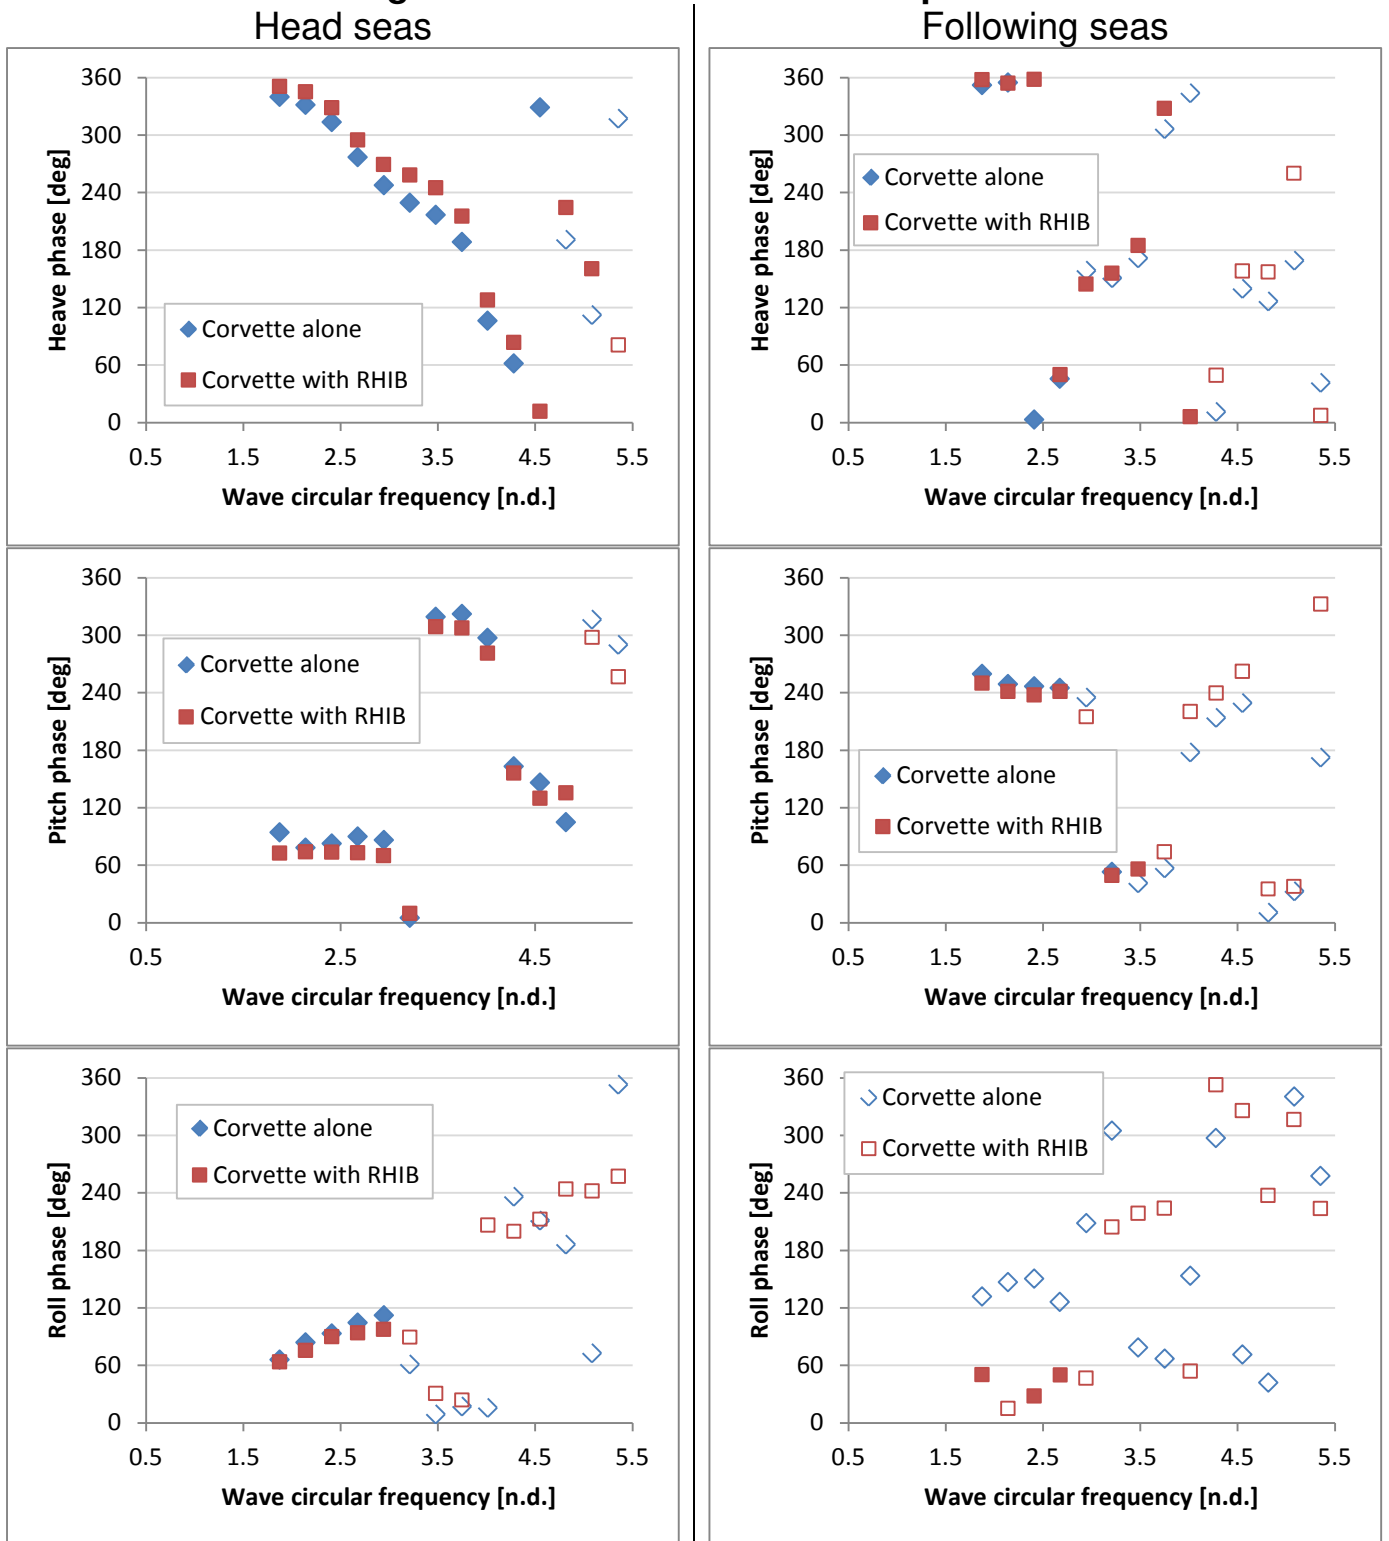 Head seas
Following seas
360
300
240
180
120
60
0
0.5 1.5 2.5 3.5 4.5 5.5
Heave phase [deg]
Wave circular frequency [n.d.]
Corvette alone
Corvette with RHIB
360
300
240
180
120
60
0
0.5 1.5 2.5 3.5 4.5 5.5
Heave phase [deg]
Wave circular frequency [n.d.]
Corvette alone
Corvette with RHIB
360
300
240
180
120
60
0
0.5 2.5 4.5
Pitch phase [deg]
Wave circular frequency [n.d.]
Corvette alone
Corvette with RHIB
360
300
240
180
120
60
0
0.5 1.5 2.5 3.5 4.5 5.5
Pitch phase [deg]
Wave circular frequency [n.d.]
Corvette alone
Corvette with RHIB
360
300
240
180
120
60
0
0.5 1.5 2.5 3.5 4.5 5.5
Roll phase [deg]
Wave circular frequency [n.d.]
Corvette alone
Corvette with RHIB
360
300
240
180
120
60
0
0.5 1.5 2.5 3.5 4.5 5.5
Roll phase [deg]
Wave circular frequency [n.d.]
Corvette alone
Corvette with RHIB